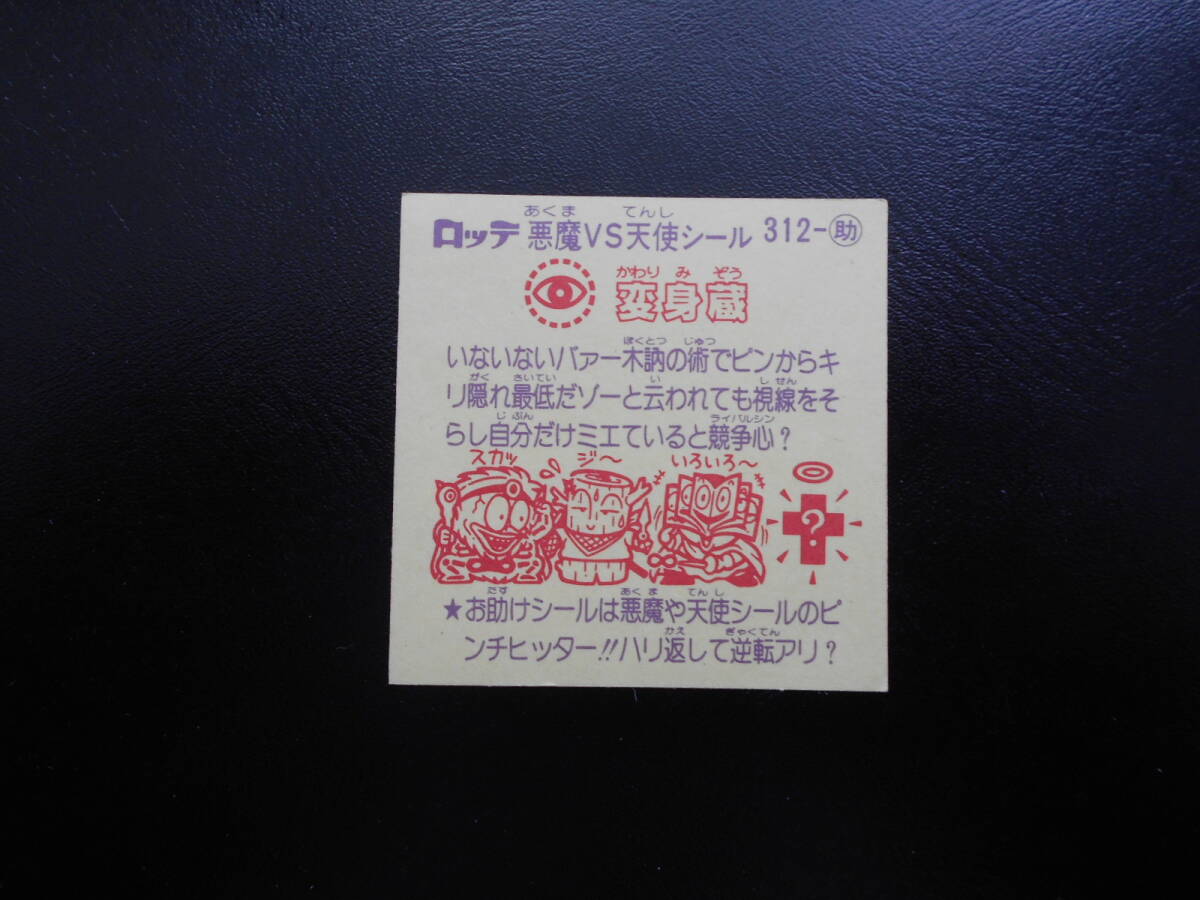 ロッテ 悪魔VS天使シール 312-助
あくま てんし
かわり み ぞう
変身蔵
ぼくとつ じゅつ
いないないバァー木訥の術でピンからキ
がく さいてい い し せん
リ隠れ最低だゾーと云われても視線をそ
じ ぶん ライバルシン
らし自分だけミエていると競争心?
スカッ ジ〜 いろいろ〜
?
たす あく ま てん し
★お助けシールは悪魔や天使シールのピ
かえ ぎゃくてん
ンチヒッター!!ハリ返して逆転アリ?